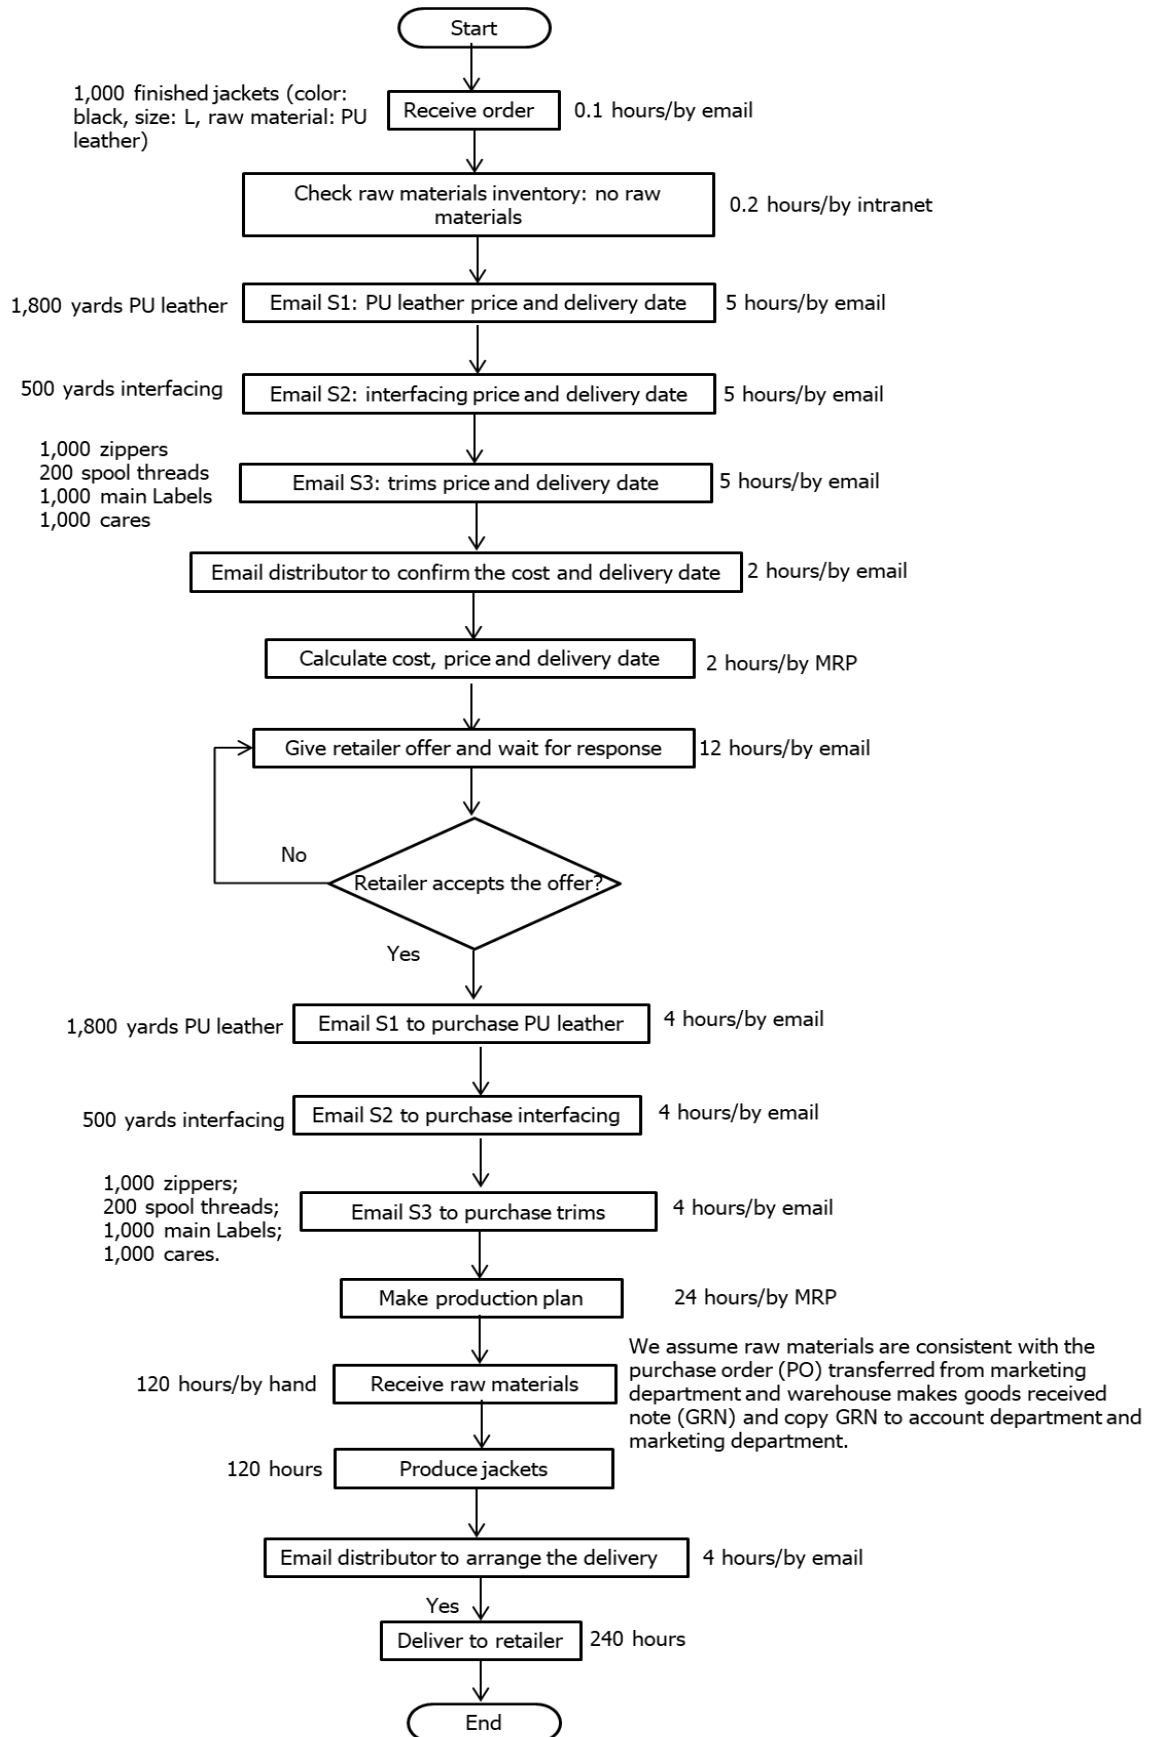 Start
1,000 finished jackets (color:
black, size: L, raw material: PU
leather)
Receive order
0.1 hours/by email
Check raw materials inventory: no raw
materials
0.2 hours/by intranet
1,800 yards PU leather
Email S1: PU leather price and delivery date
5 hours/by email
500 yards interfacing
Email S2: interfacing price and delivery date
5 hours/by email
1,000 zippers
200 spool threads
1,000 main Labels
1,000 cares
Email S3: trims price and delivery date
5 hours/by email
Email distributor to confirm the cost and delivery date
2 hours/by email
Calculate cost, price and delivery date
2 hours/by MRP
Give retailer offer and wait for response
12 hours/by email
No
Retailer accepts the offer?
Yes
1,800 yards PU leather
Email S1 to purchase PU leather
4 hours/by email
500 yards interfacing
Email S2 to purchase interfacing
4 hours/by email
1,000 zippers;
200 spool threads;
1,000 main Labels;
1,000 cares.
Email S3 to purchase trims
4 hours/by email
Make production plan
24 hours/by MRP
120 hours/by hand
Receive raw materials
We assume raw materials are consistent with the
purchase order (PO) transferred from marketing
department and warehouse makes goods received
note (GRN) and copy GRN to account department and
marketing department.
120 hours
Produce jackets
Email distributor to arrange the delivery
4 hours/by email
Yes
Deliver to retailer
240 hours
End